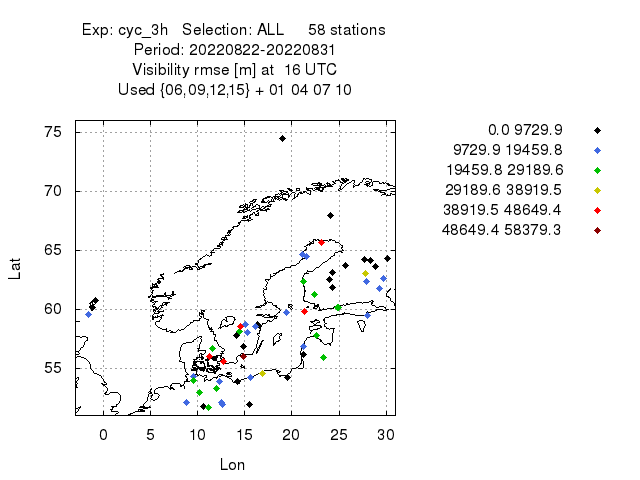 Exp: cyc_3h   Selection: ALL     58 stations
Period: 20220822-20220831
Visibility rmse [m] at  16 UTC
Used {06,09,12,15} + 01 04 07 10
75
70
65
60
55
Lat
0 5 10 15 20 25 30
Lon
0.0 9729.9
9729.9 19459.8
19459.8 29189.6
29189.6 38919.5
38919.5 48649.4
48649.4 58379.3